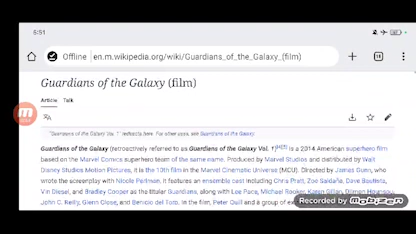 5:51
Offline en.m.wikipedia.org/wiki/Guardians_of_the_Galaxy_(film)
Guardians of the Galaxy (film)
Article Talk
"Guardians of the Galaxy Vol. 1" redirects here. For other uses, see Guardians of the Galaxy.
Guardians of the Galaxy (retroactively referred to as Guardians of the Galaxy Vol. 1) is a 2014 American superhero film
based on the Marvel Comics superhero team of the same name. Produced by Marvel Studios and distributed by Walt
Disney Studios Motion Pictures, it is the 10th film in the Marvel Cinematic Universe (MCU). Directed by James Gunn, who
wrote the screenplay with Nicole Perlman, it features an ensemble cast including Chris Pratt, Zoe Saldaña, Dave Bautista,
Vin Diesel, and Bradley Cooper as the titular Guardians, along with Lee Pace, Michael Rooker, Karen Gillan, Djimon Hounsou,
John C. Reilly, Glenn Close, and Benicio del Toro. In the film, Peter Quill and a group of
Recorded by